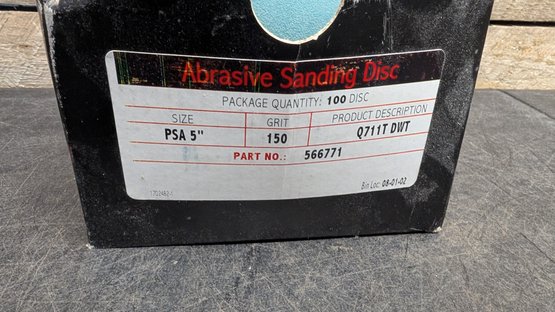 Abrasive Sanding Disc
PACKAGE QUANTITY: 100 DISC
SIZE GRIT PRODUCT DESCRIPTION
PSA 5" 150 Q711T DWT
PART NO.: 566771
Bin Loc: 08-01-02